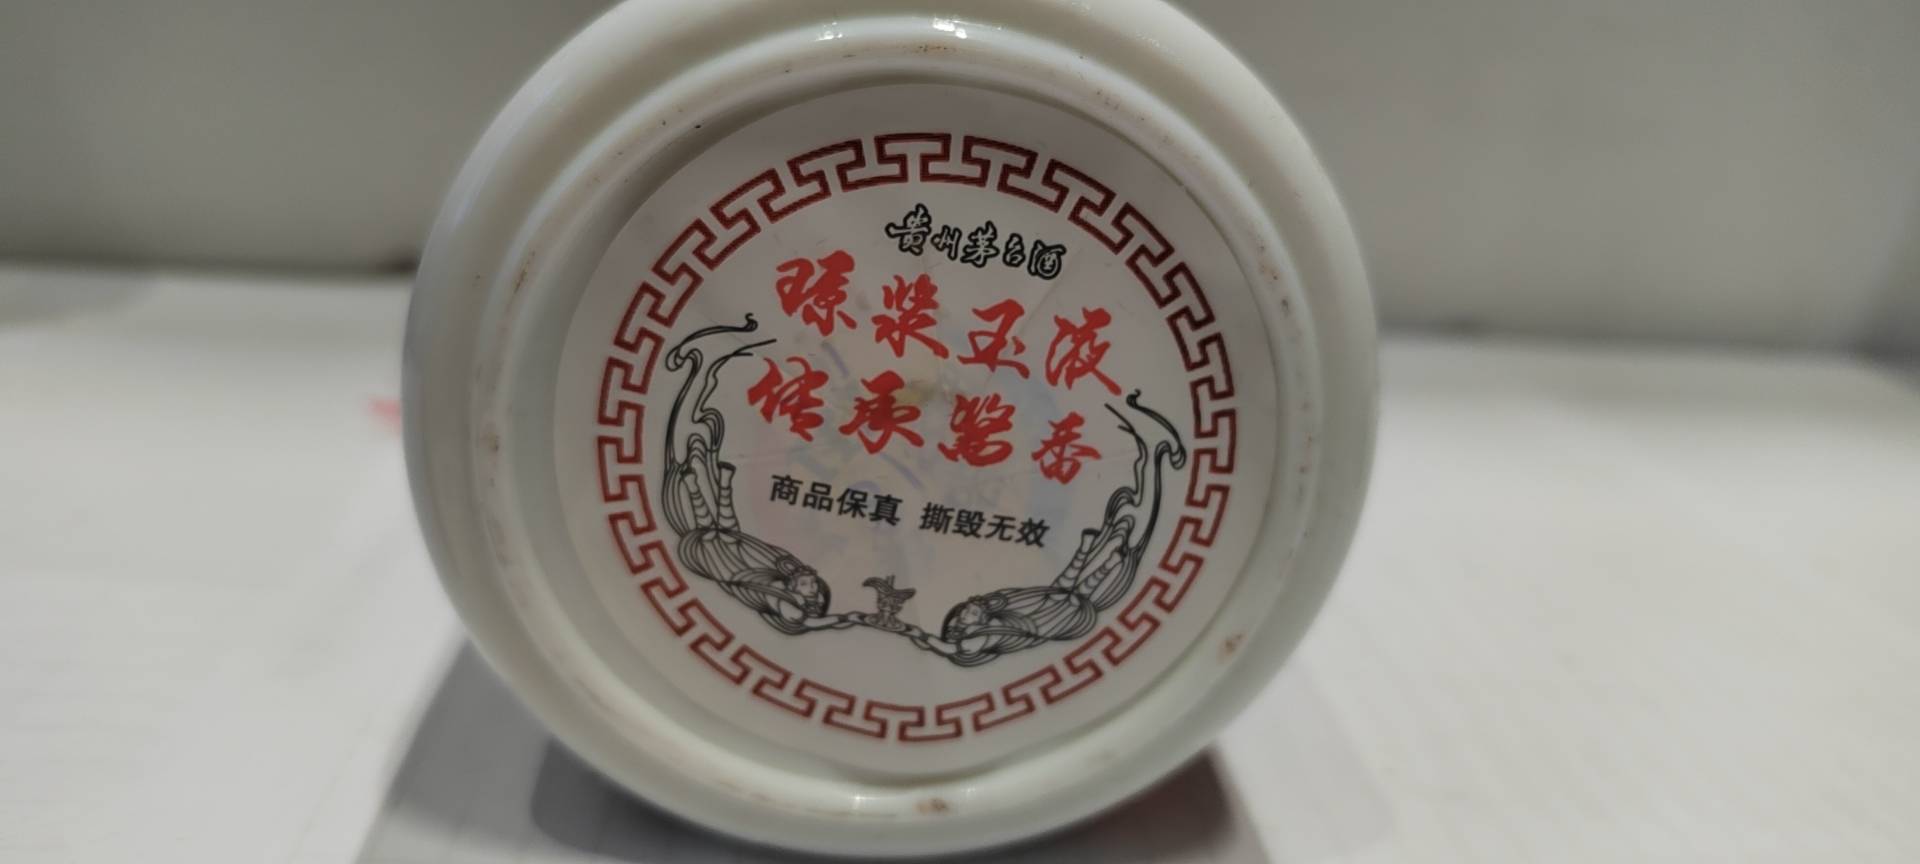 贵州茅台酒
琼浆玉液
传承酱香
商品保真 撕毁无效